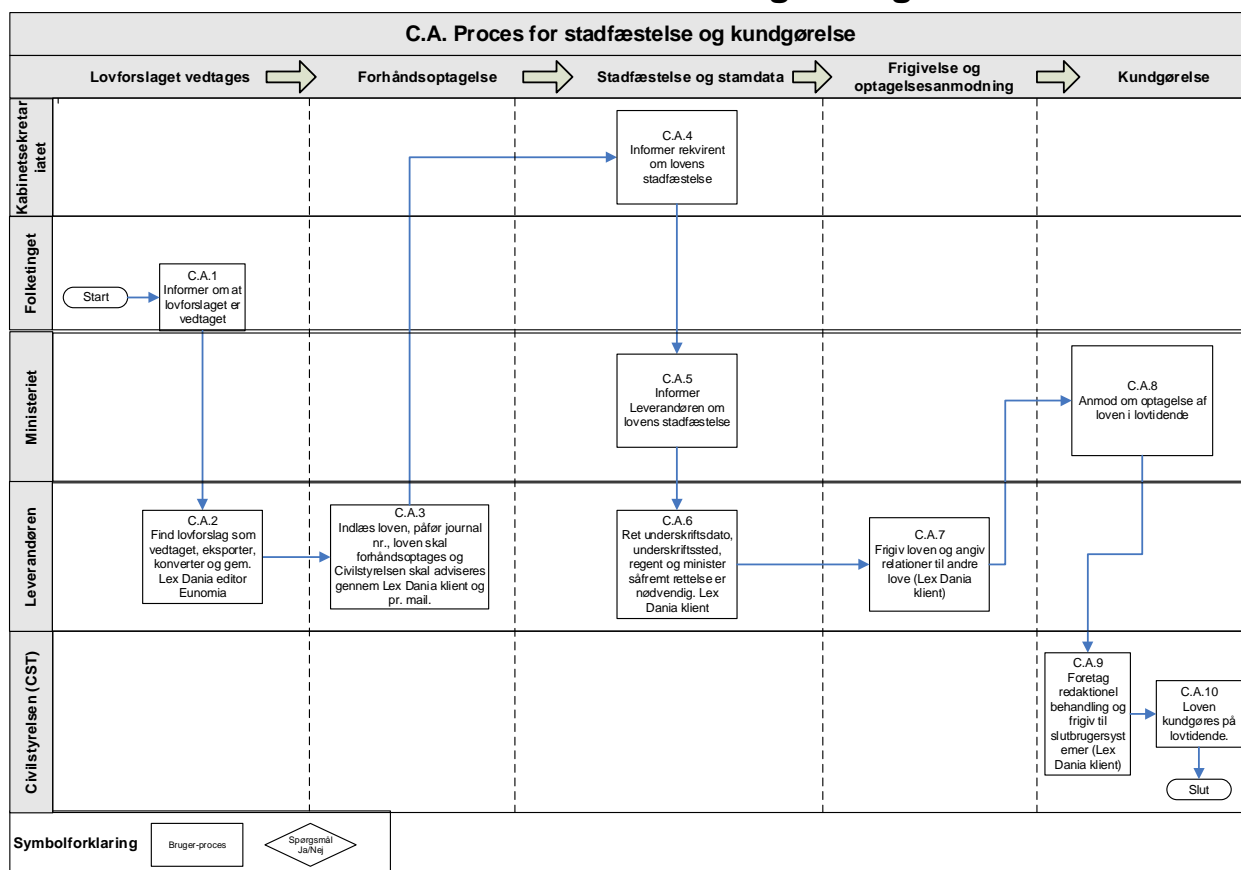 C.A. Proces for stadfæstelse og kundgørelse
Lovforslaget vedtages
Forhåndsoptagelse
Stadfæstelse og stamdata
Frigivelse og
optagelsesanmodning
Kundgørelse
Kabinetsekretar
iatet
C.A.4
Informer rekvirent
om lovens
stadfæstelse
Folketinget
Start
C.A.1
Informer om at
lovforslaget er
vedtaget
Ministeriet
C.A.5
Informer
Leverandøren om
lovens stadfæstelse
C.A.8
Anmod om optagelse af
loven i lovtidende
Leverandøren
C.A.2
Find lovforslag som
vedtaget, eksporter,
konverter og gem.
Lex Dania editor
Eunomia
C.A.3
Indlæs loven, påfør journal
nr., loven skal
forhåndsoptages og
Civilstyrelsen skal adviseres
gennem Lex Dania klient og
pr. mail.
C.A.6
Ret underskriftsdato,
underskriftssted,
regent og minister
såfremt rettelse er
nødvendig. Lex
Dania klient
C.A.7
Frigiv loven og angiv
relationer til andre
love (Lex Dania
klient)
Civilstyrelsen (CST)
C.A.9
Foretag
redaktionel
behandling og
frigiv til
slutbrugersyst
emer (Lex
Dania klient)
C.A.10
Loven
kundgøres på
lovtidende.
Slut
Symbolforklaring
Bruger-proces
Spørgsmål
Ja/Nej